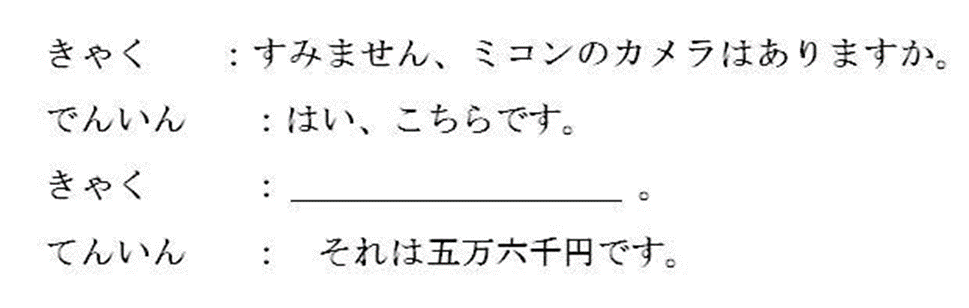 きゃく　　：すみません、ミコンのカメラはありますか。
でんいん　　：はい、こちらです。
きゃく　　　：＿＿＿＿＿＿＿＿＿＿。
てんいん　　：　それは五万六千円です。